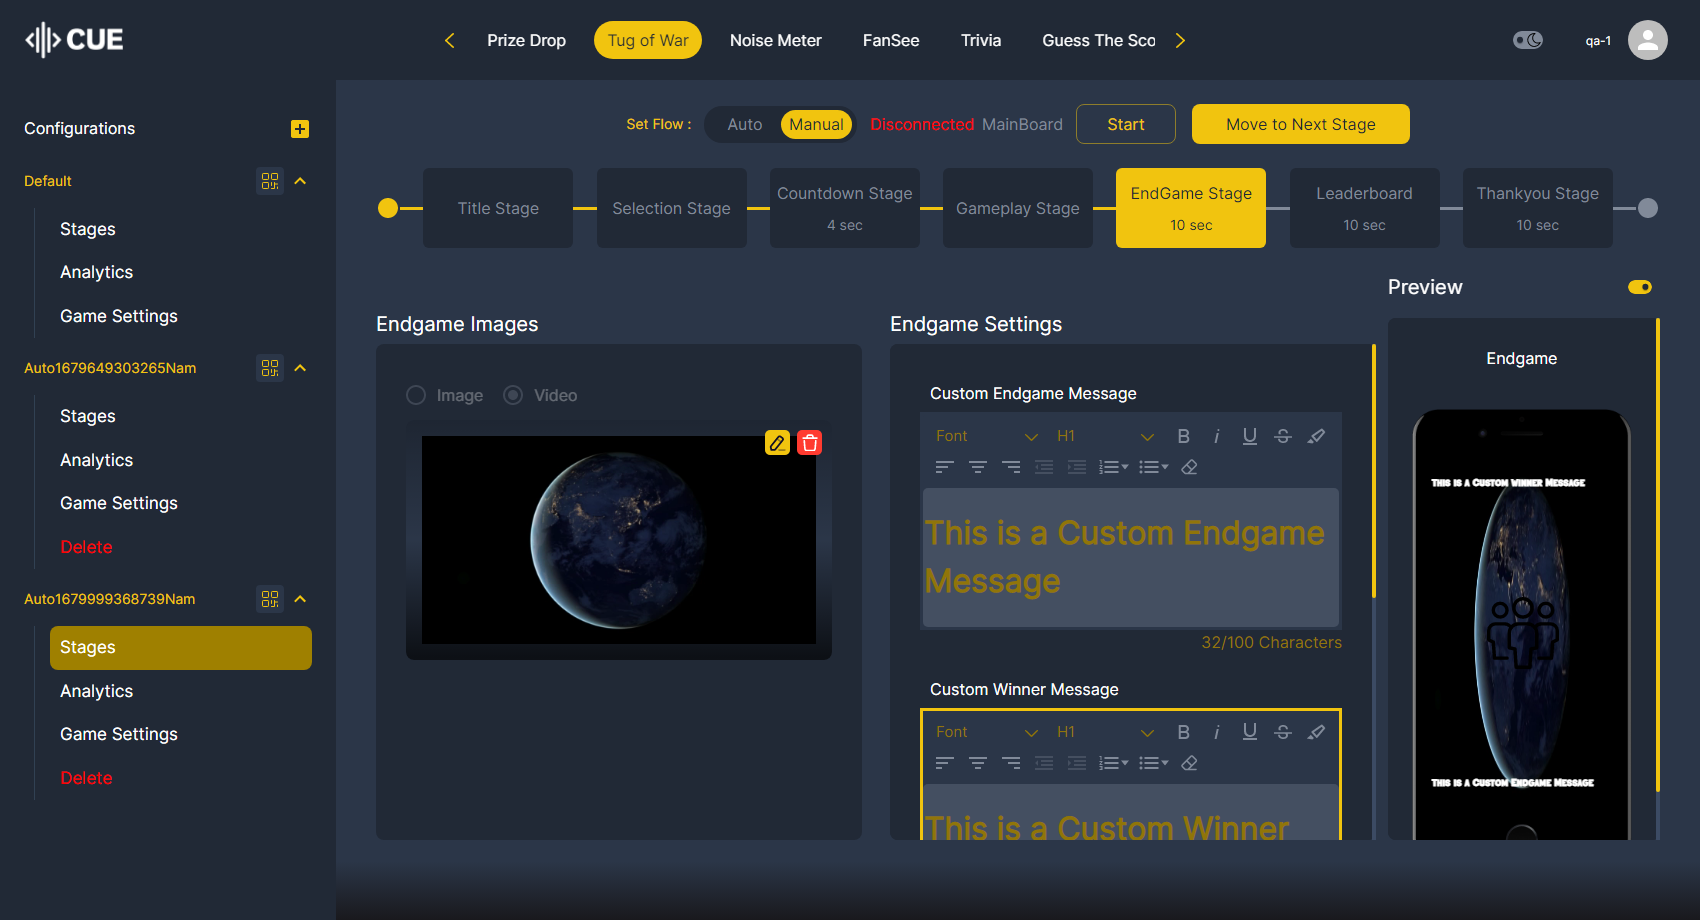 CUE
Prize Drop
Tug of War
Noise Meter
FanSee
Trivia
Guess The Sco
qa-1
Configurations
Default
Stages
Analytics
Game Settings
Auto1679649303265Nam
Stages
Analytics
Game Settings
Delete
Auto1679999368739Nam
Stages
Analytics
Game Settings
Delete
Set Flow :
Auto
Manual
Disconnected MainBoard
Start
Move to Next Stage
Title Stage
Selection Stage
Countdown Stage
4 sec
Gameplay Stage
EndGame Stage
10 sec
Leaderboard
10 sec
Thankyou Stage
10 sec
Endgame Images
Image
Video
Endgame Settings
Custom Endgame Message
Font
H1
B
i
U
S
This is a Custom Endgame
Message
32/100 Characters
Custom Winner Message
Font
H1
B
i
U
S
This is a Custom Winner
Preview
Endgame
This is a Custom Winner Message
This is a Custom Endgame Message